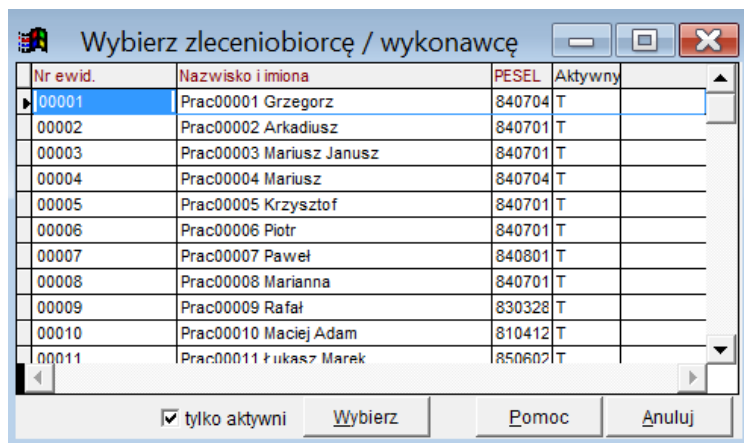 Wybierz zleceniobiorcę / wykonawcę
Nr ewid. Nazwisko i imiona PESEL Aktywny
00001 Prac00001 Grzegorz 840704 T
00002 Prac00002 Arkadiusz 840701 T
00003 Prac00003 Mariusz Janusz 840701 T
00004 Prac00004 Mariusz 840704 T
00005 Prac00005 Krzysztof 840701 T
00006 Prac00006 Piotr 840701 T
00007 Prac00007 Paweł 840801 T
00008 Prac00008 Marianna 840701 T
00009 Prac00009 Rafał 830328 T
00010 Prac00010 Maciej Adam 810412 T
00011 Prac00011 Łukasz Marek 850602 T
tylko aktywni Wybierz Pomoc Anuluj